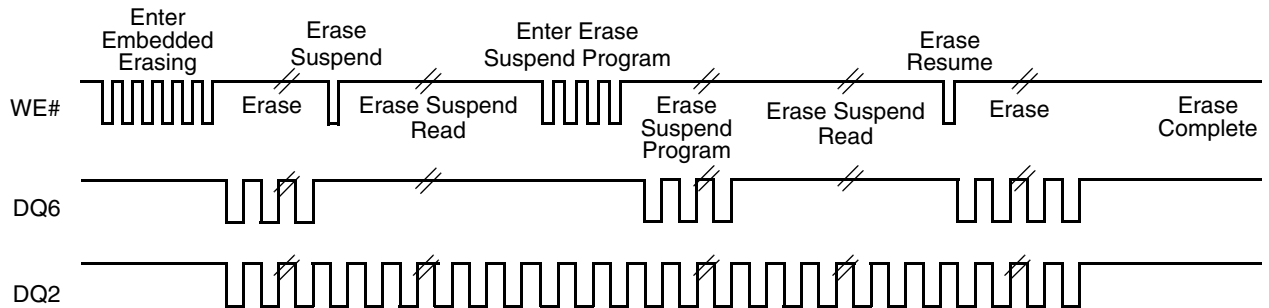 Enter
Embedded
Erasing
Erase
Suspend
Enter Erase
Suspend Program
Erase
Resume
WE#
Erase
Erase Suspend
Read
Erase
Suspend
Program
Erase Suspend
Read
Erase
Erase
Complete
DQ6
DQ2